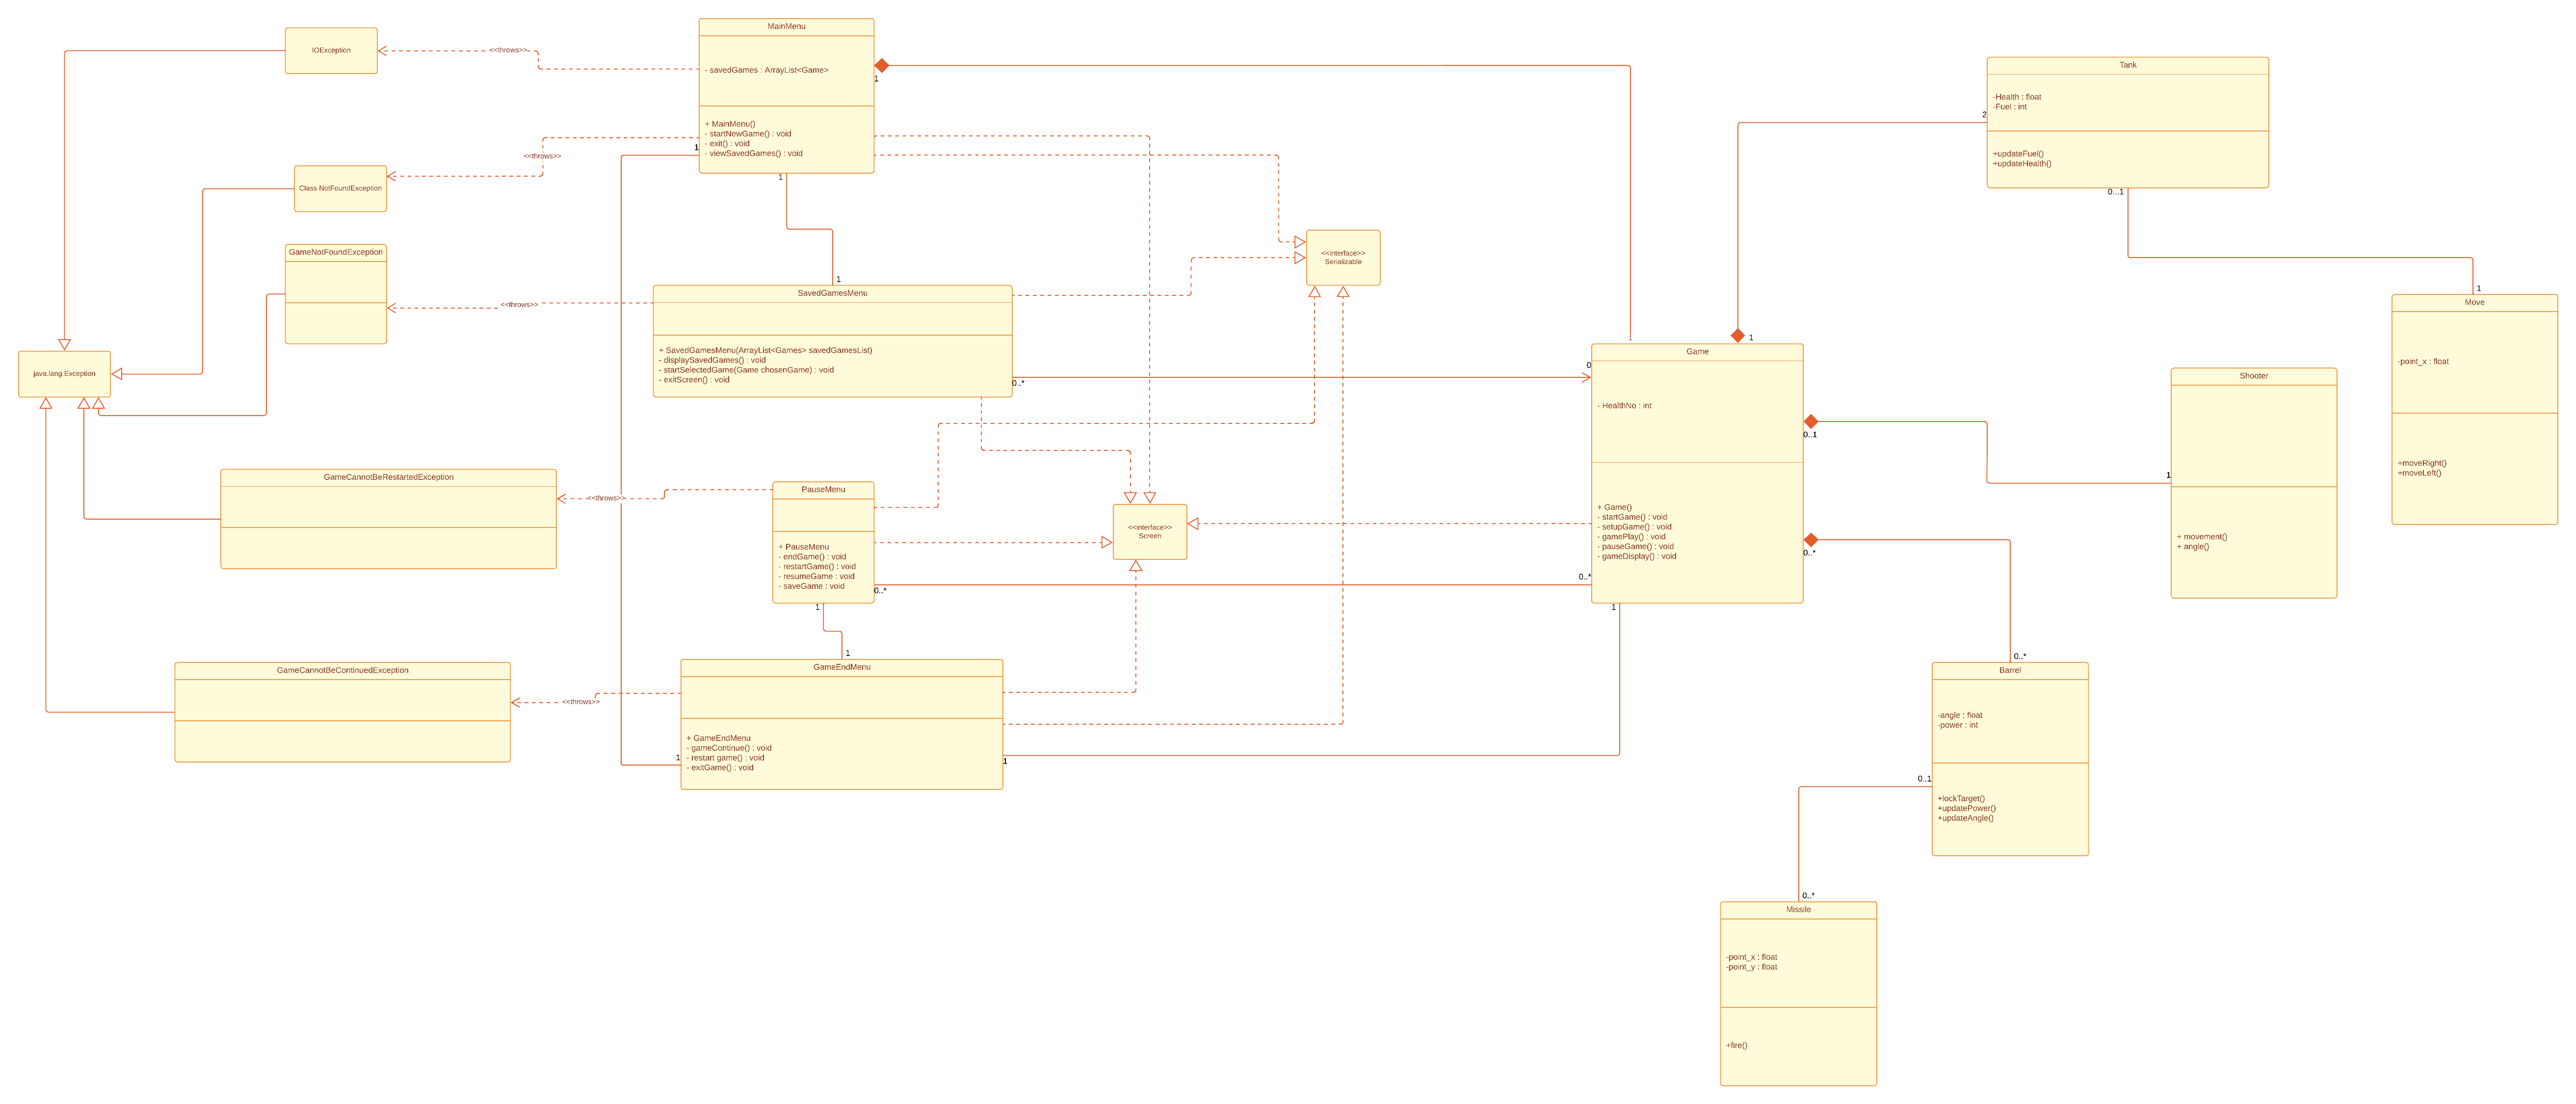 IOException
<<throws>>
Class NotFoundException
<<throws>>
GameNotFoundException
<<throws>>
java.lang.Exception
GameCannotBeRestartedException
<<throws>>
GameCannotBeContinuedException
<<throws>>
MainMenu
- savedGames : ArrayList<Game>
+ MainMenu()
- startNewGame() : void
- exit() : void
- viewSavedGames() : void
1
1
1
1
SavedGamesMenu
+ SavedGamesMenu(ArrayList<Games> savedGamesList)
- displaySavedGames() : void
- startSelectedGame(Game chosenGame) : void
- exitScreen() : void
0..*
0
<<interface>>
Serializable
PauseMenu
+ PauseMenu
- endGame() : void
- restartGame() : void
- resumeGame : void
- saveGame : void
0..*
0..*
1
1
<<interface>>
Screen
GameEndMenu
+ GameEndMenu
- gameContinue() : void
- restart game() : void
- exitGame() : void
1
1
1
Game
- HealthNo : int
+ Game()
- startGame() : void
- setupGame() : void
- gamePlay() : void
- pauseGame() : void
- gameDisplay() : void
1
2
Tank
-Health : float
-Fuel : int
+updateFuel()
+updateHealth()
0...1
1
Move
-point_x : float
+moveRight()
+moveLeft()
0..1
1
Shooter
+ movement()
+ angle()
0..*
0..*
Barrel
-angle : float
-power : int
+lockTarget()
+updatePower()
+updateAngle()
0..1
0..*
Missile
-point_x : float
-point_y : float
+fire()